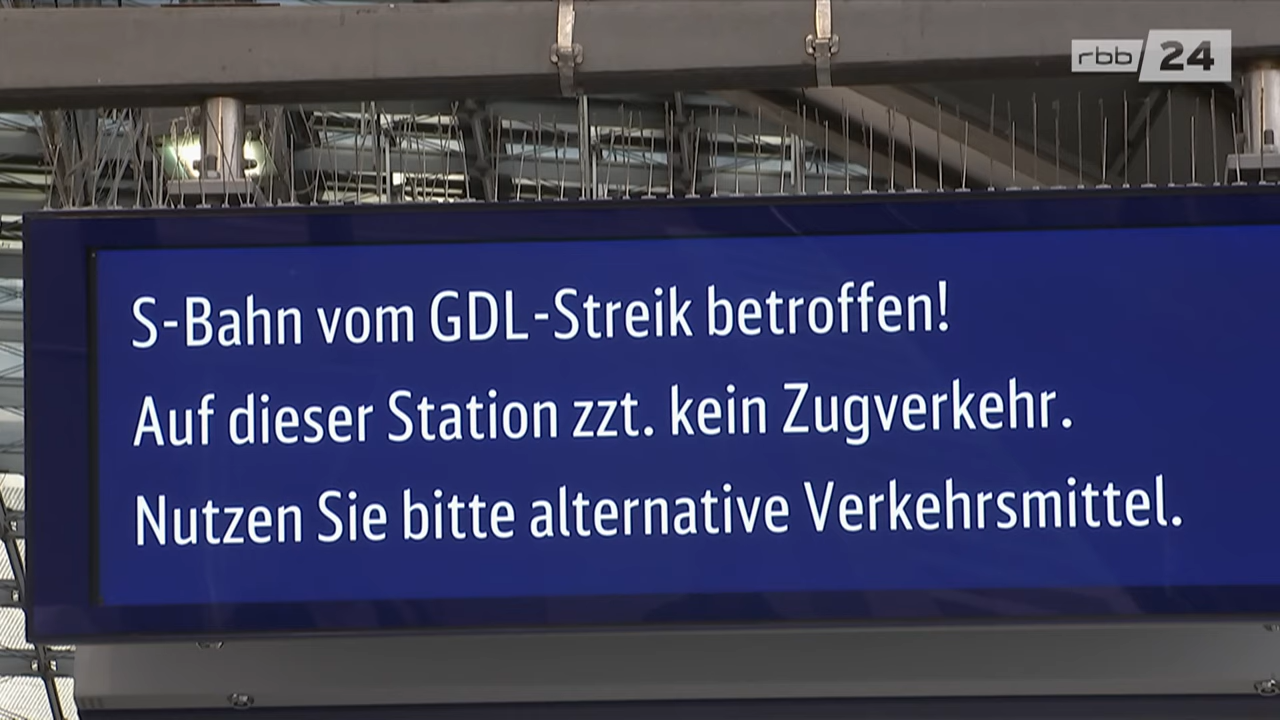 rbb 24
S-Bahn vom GDL-Streik betroffen!
Auf dieser Station zzt. kein Zugverkehr.
Nutzen Sie bitte alternative Verkehrsmittel.